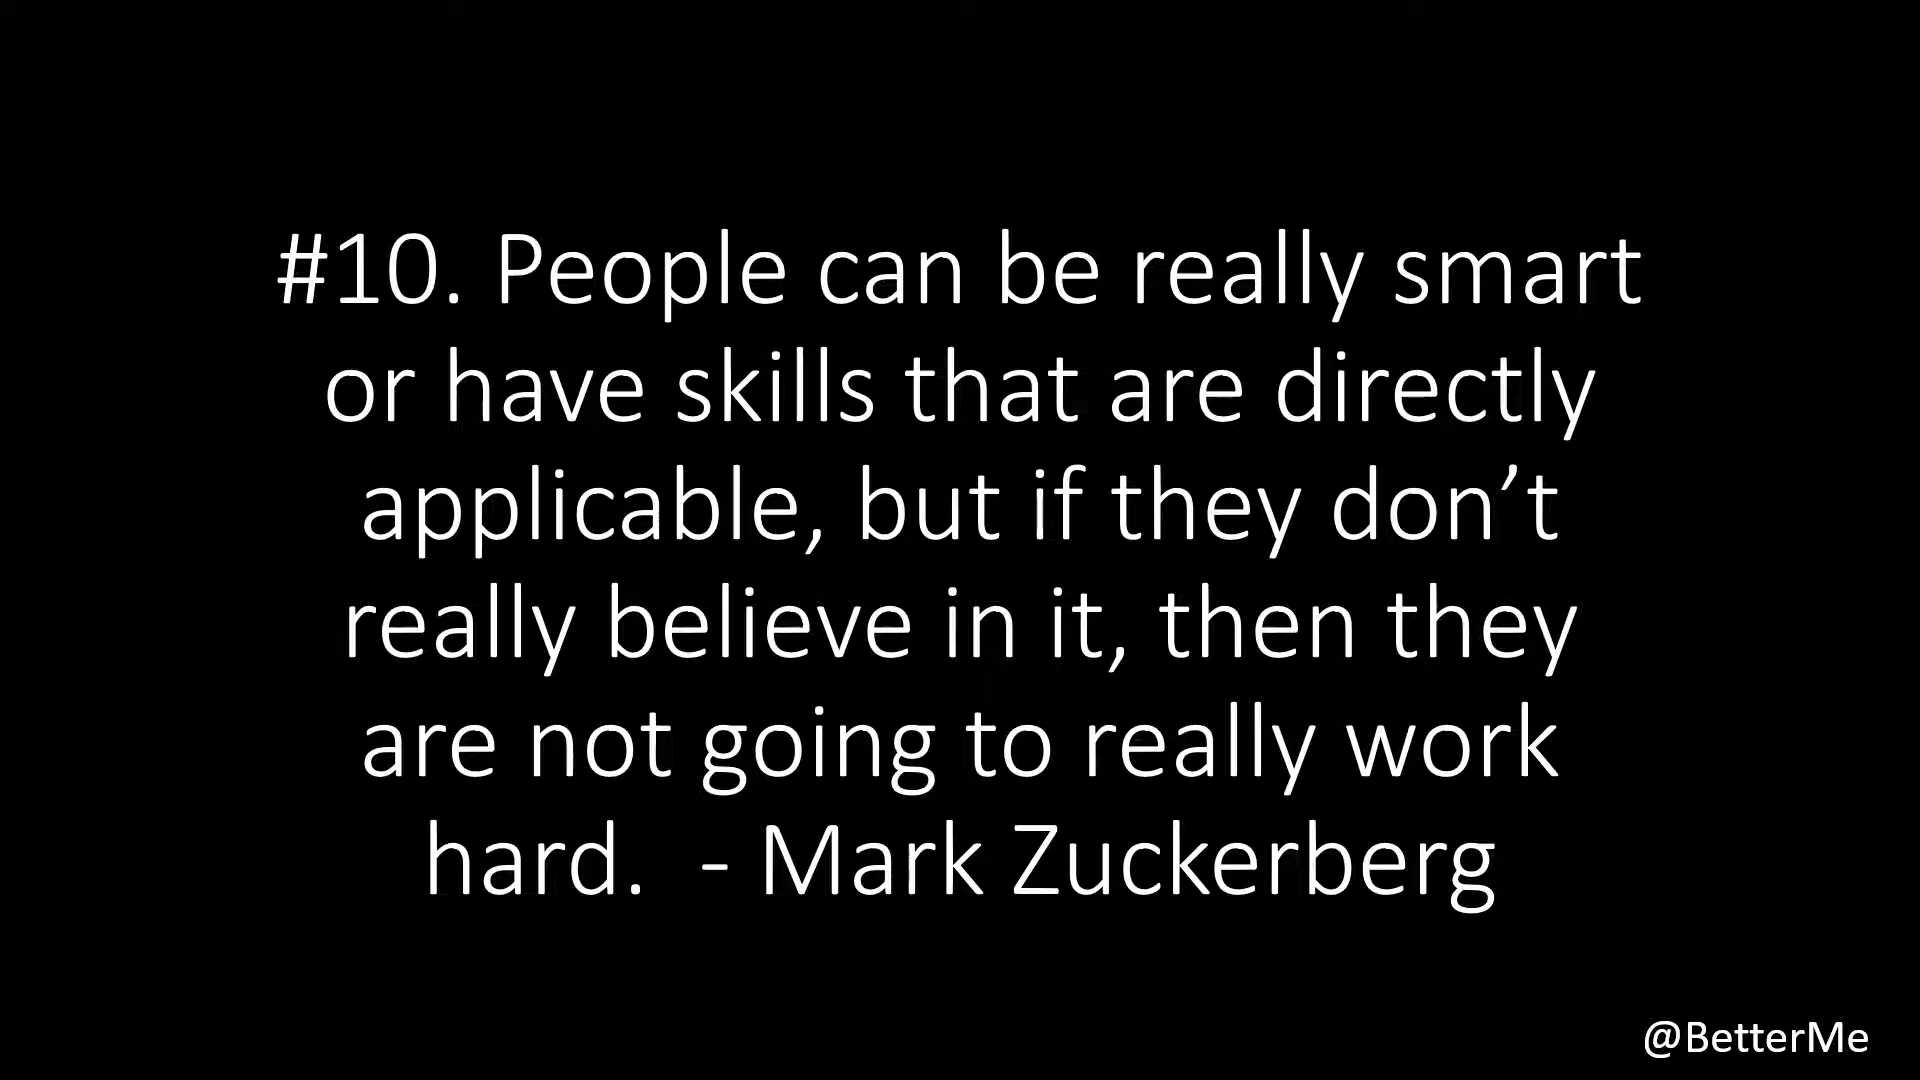 #10. People can be really smart
or have skills that are directly
applicable, but if they don’t
really believe in it, then they
are not going to really work
hard.  - Mark Zuckerberg
@BetterMe